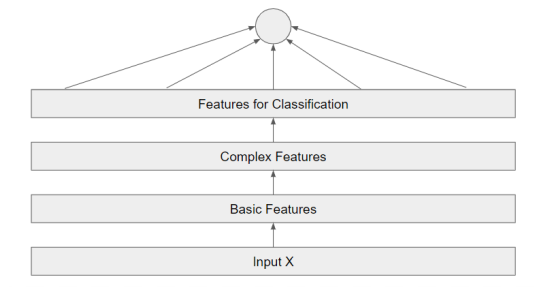 Features for Classification
Complex Features
Basic Features
Input X